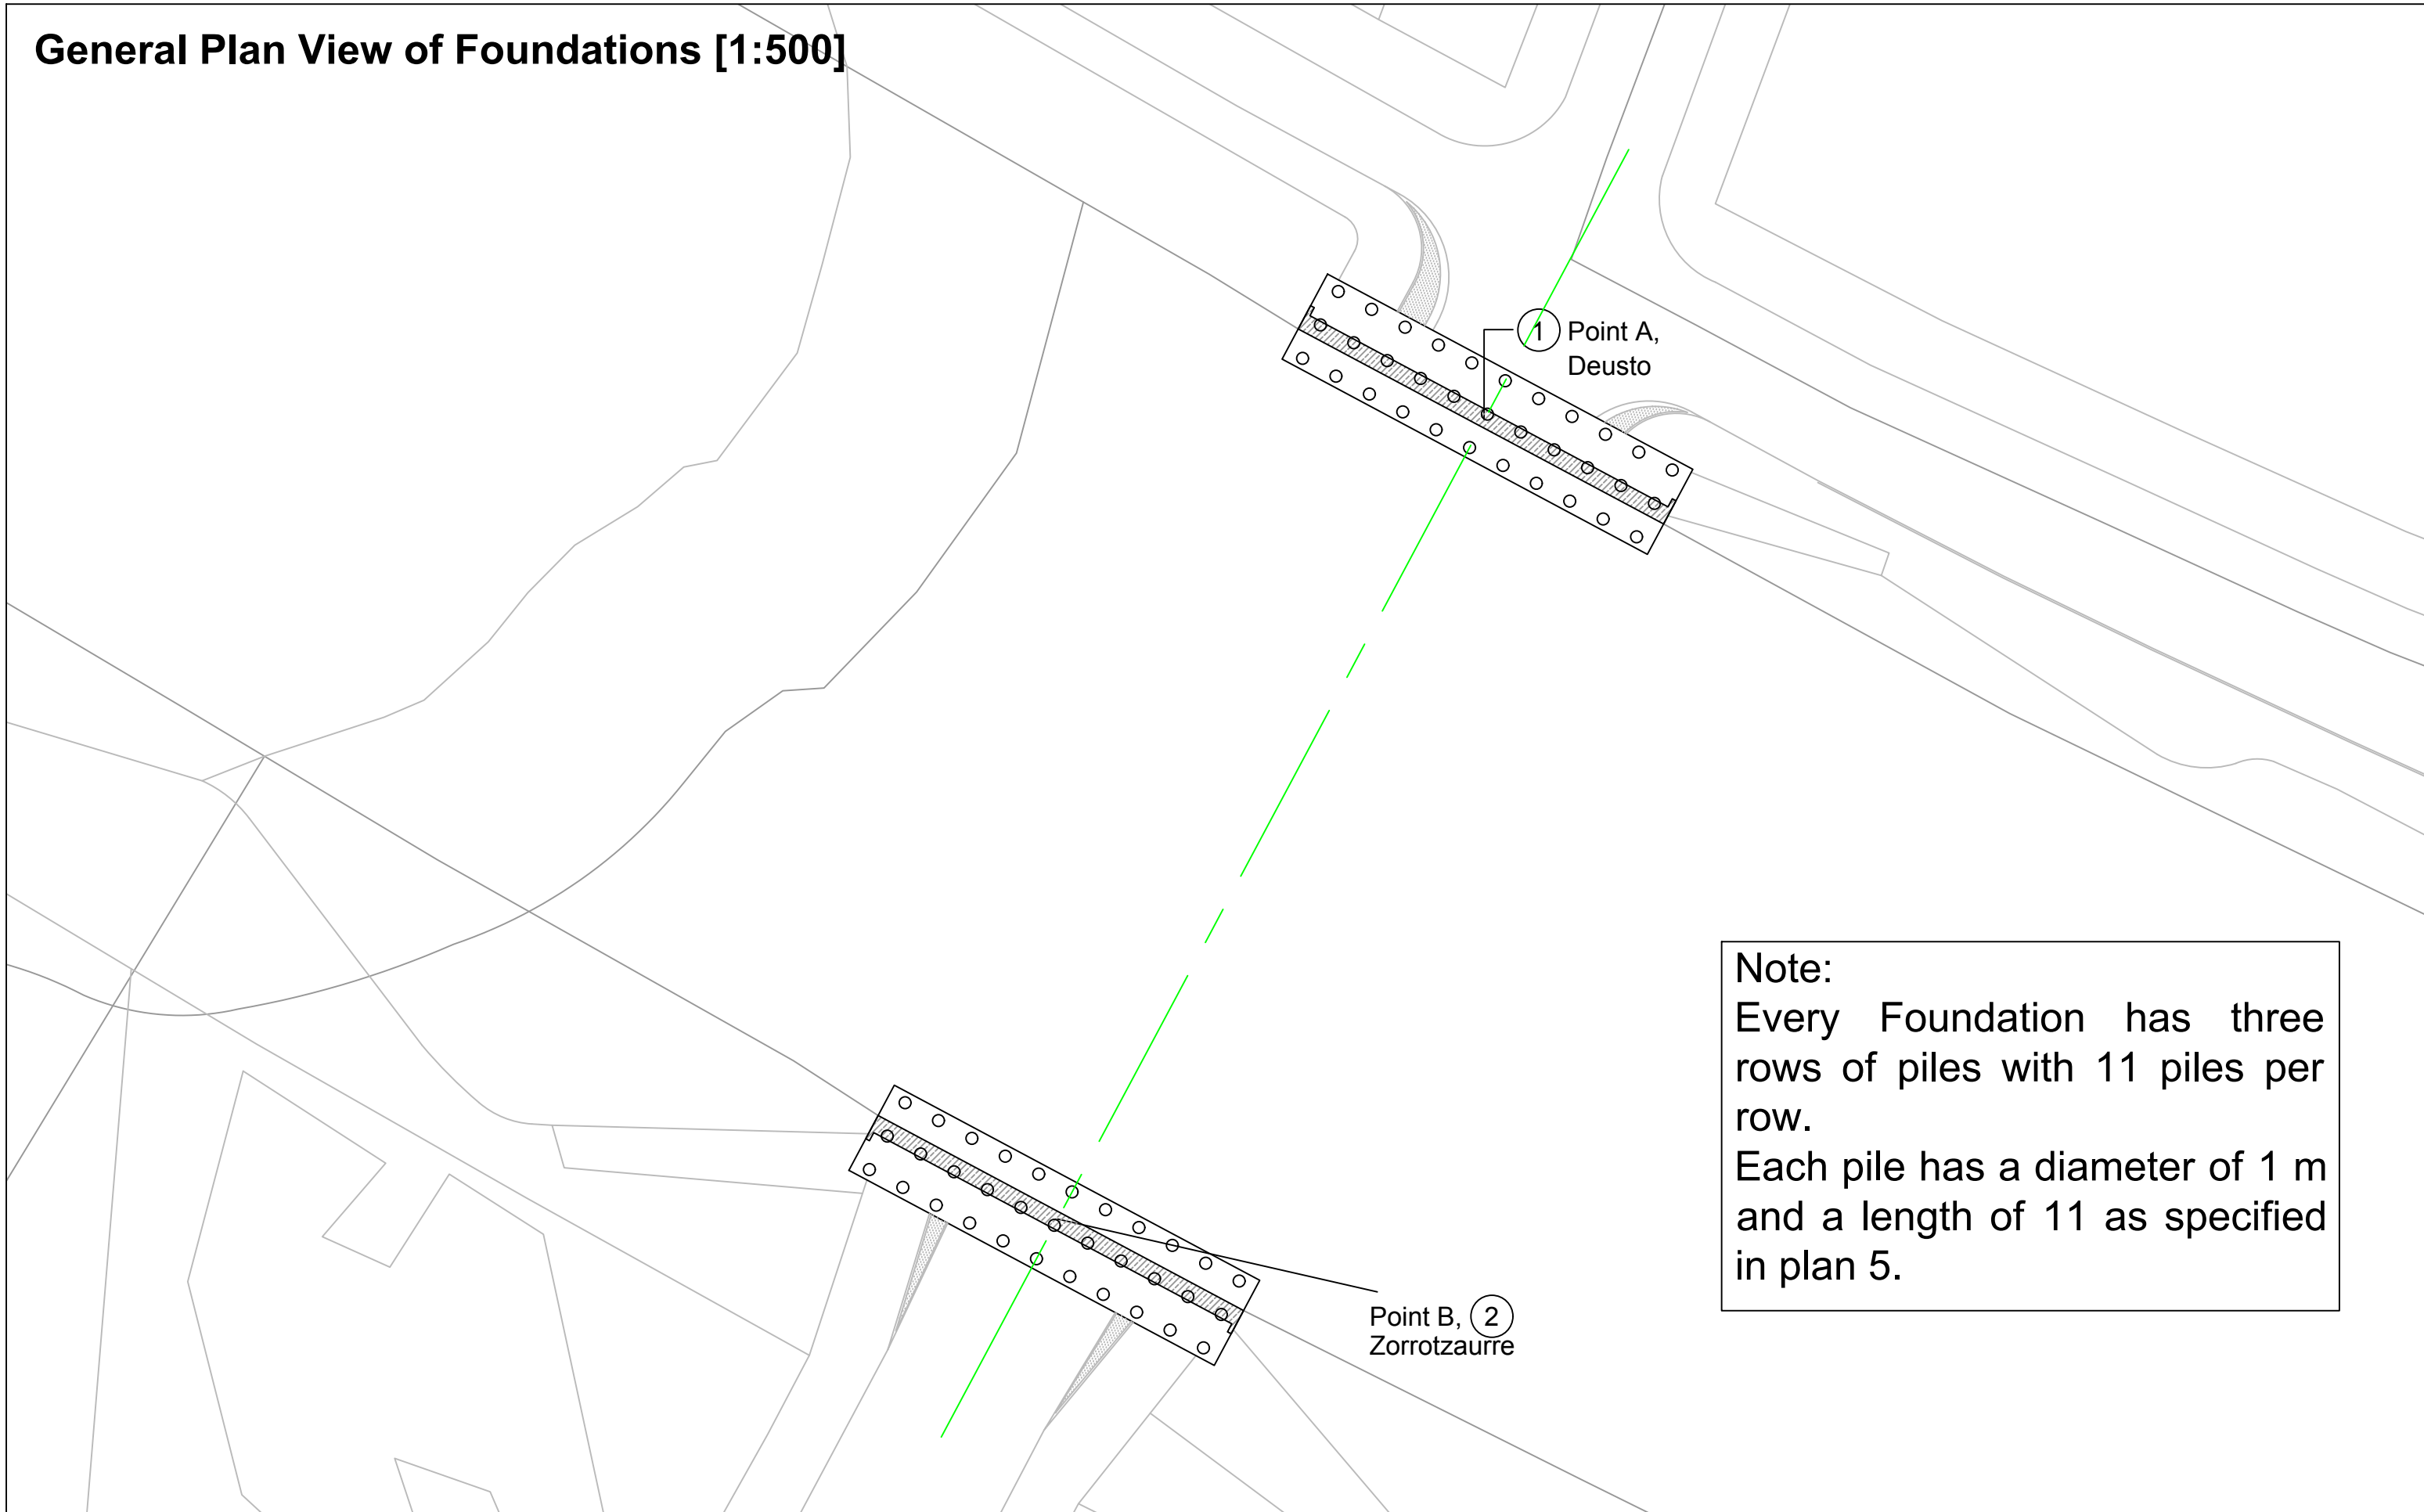 General Plan View of Foundations [1:500]
1 Point A,
Deusto
Note:
Every Foundation has three
rows of piles with 11 piles per
row.
Each pile has a diameter of 1 m
and a length of 11 as specified
in plan 5.
Point B, 2
Zorrotzaurre